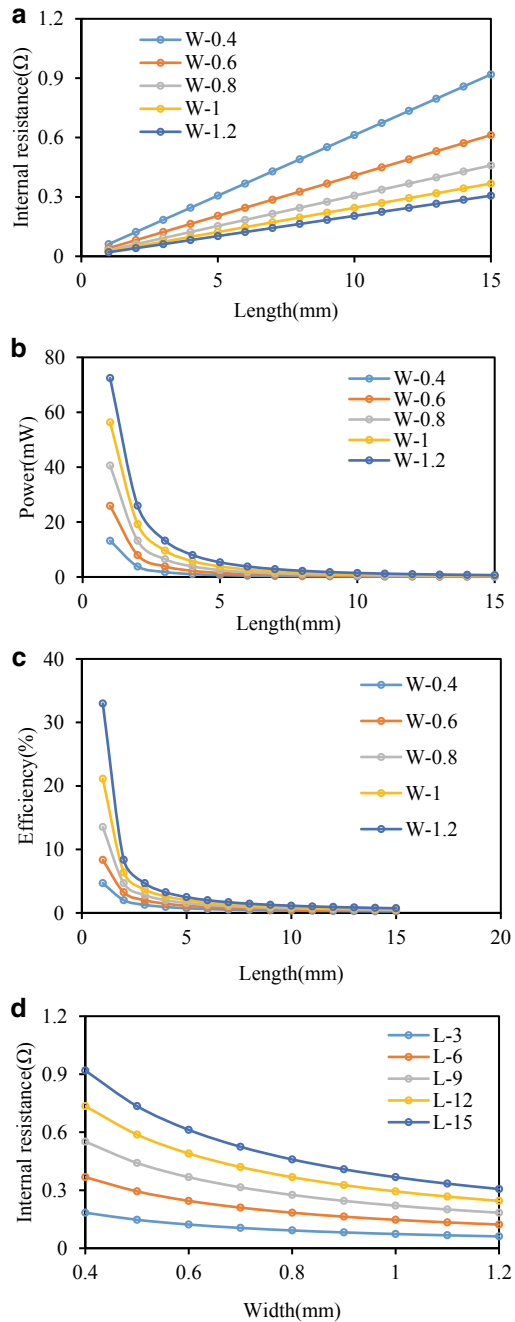 a
Internal resistance(Ω)
1.2
0.9
0.6
0.3
0
W-0.4
W-0.6
W-0.8
W-1
W-1.2
0 5 10 15
Length(mm)
b
Power(mW)
80
60
40
20
0
W-0.4
W-0.6
W-0.8
W-1
W-1.2
0 5 10 15
Length(mm)
c
Efficiency(%)
40
30
20
10
0
W-0.4
W-0.6
W-0.8
W-1
W-1.2
0 5 10 15 20
Length(mm)
d
Internal resistance(Ω)
1.2
0.9
0.6
0.3
0
L-3
L-6
L-9
L-12
L-15
0.4 0.6 0.8 1 1.2
Width(mm)